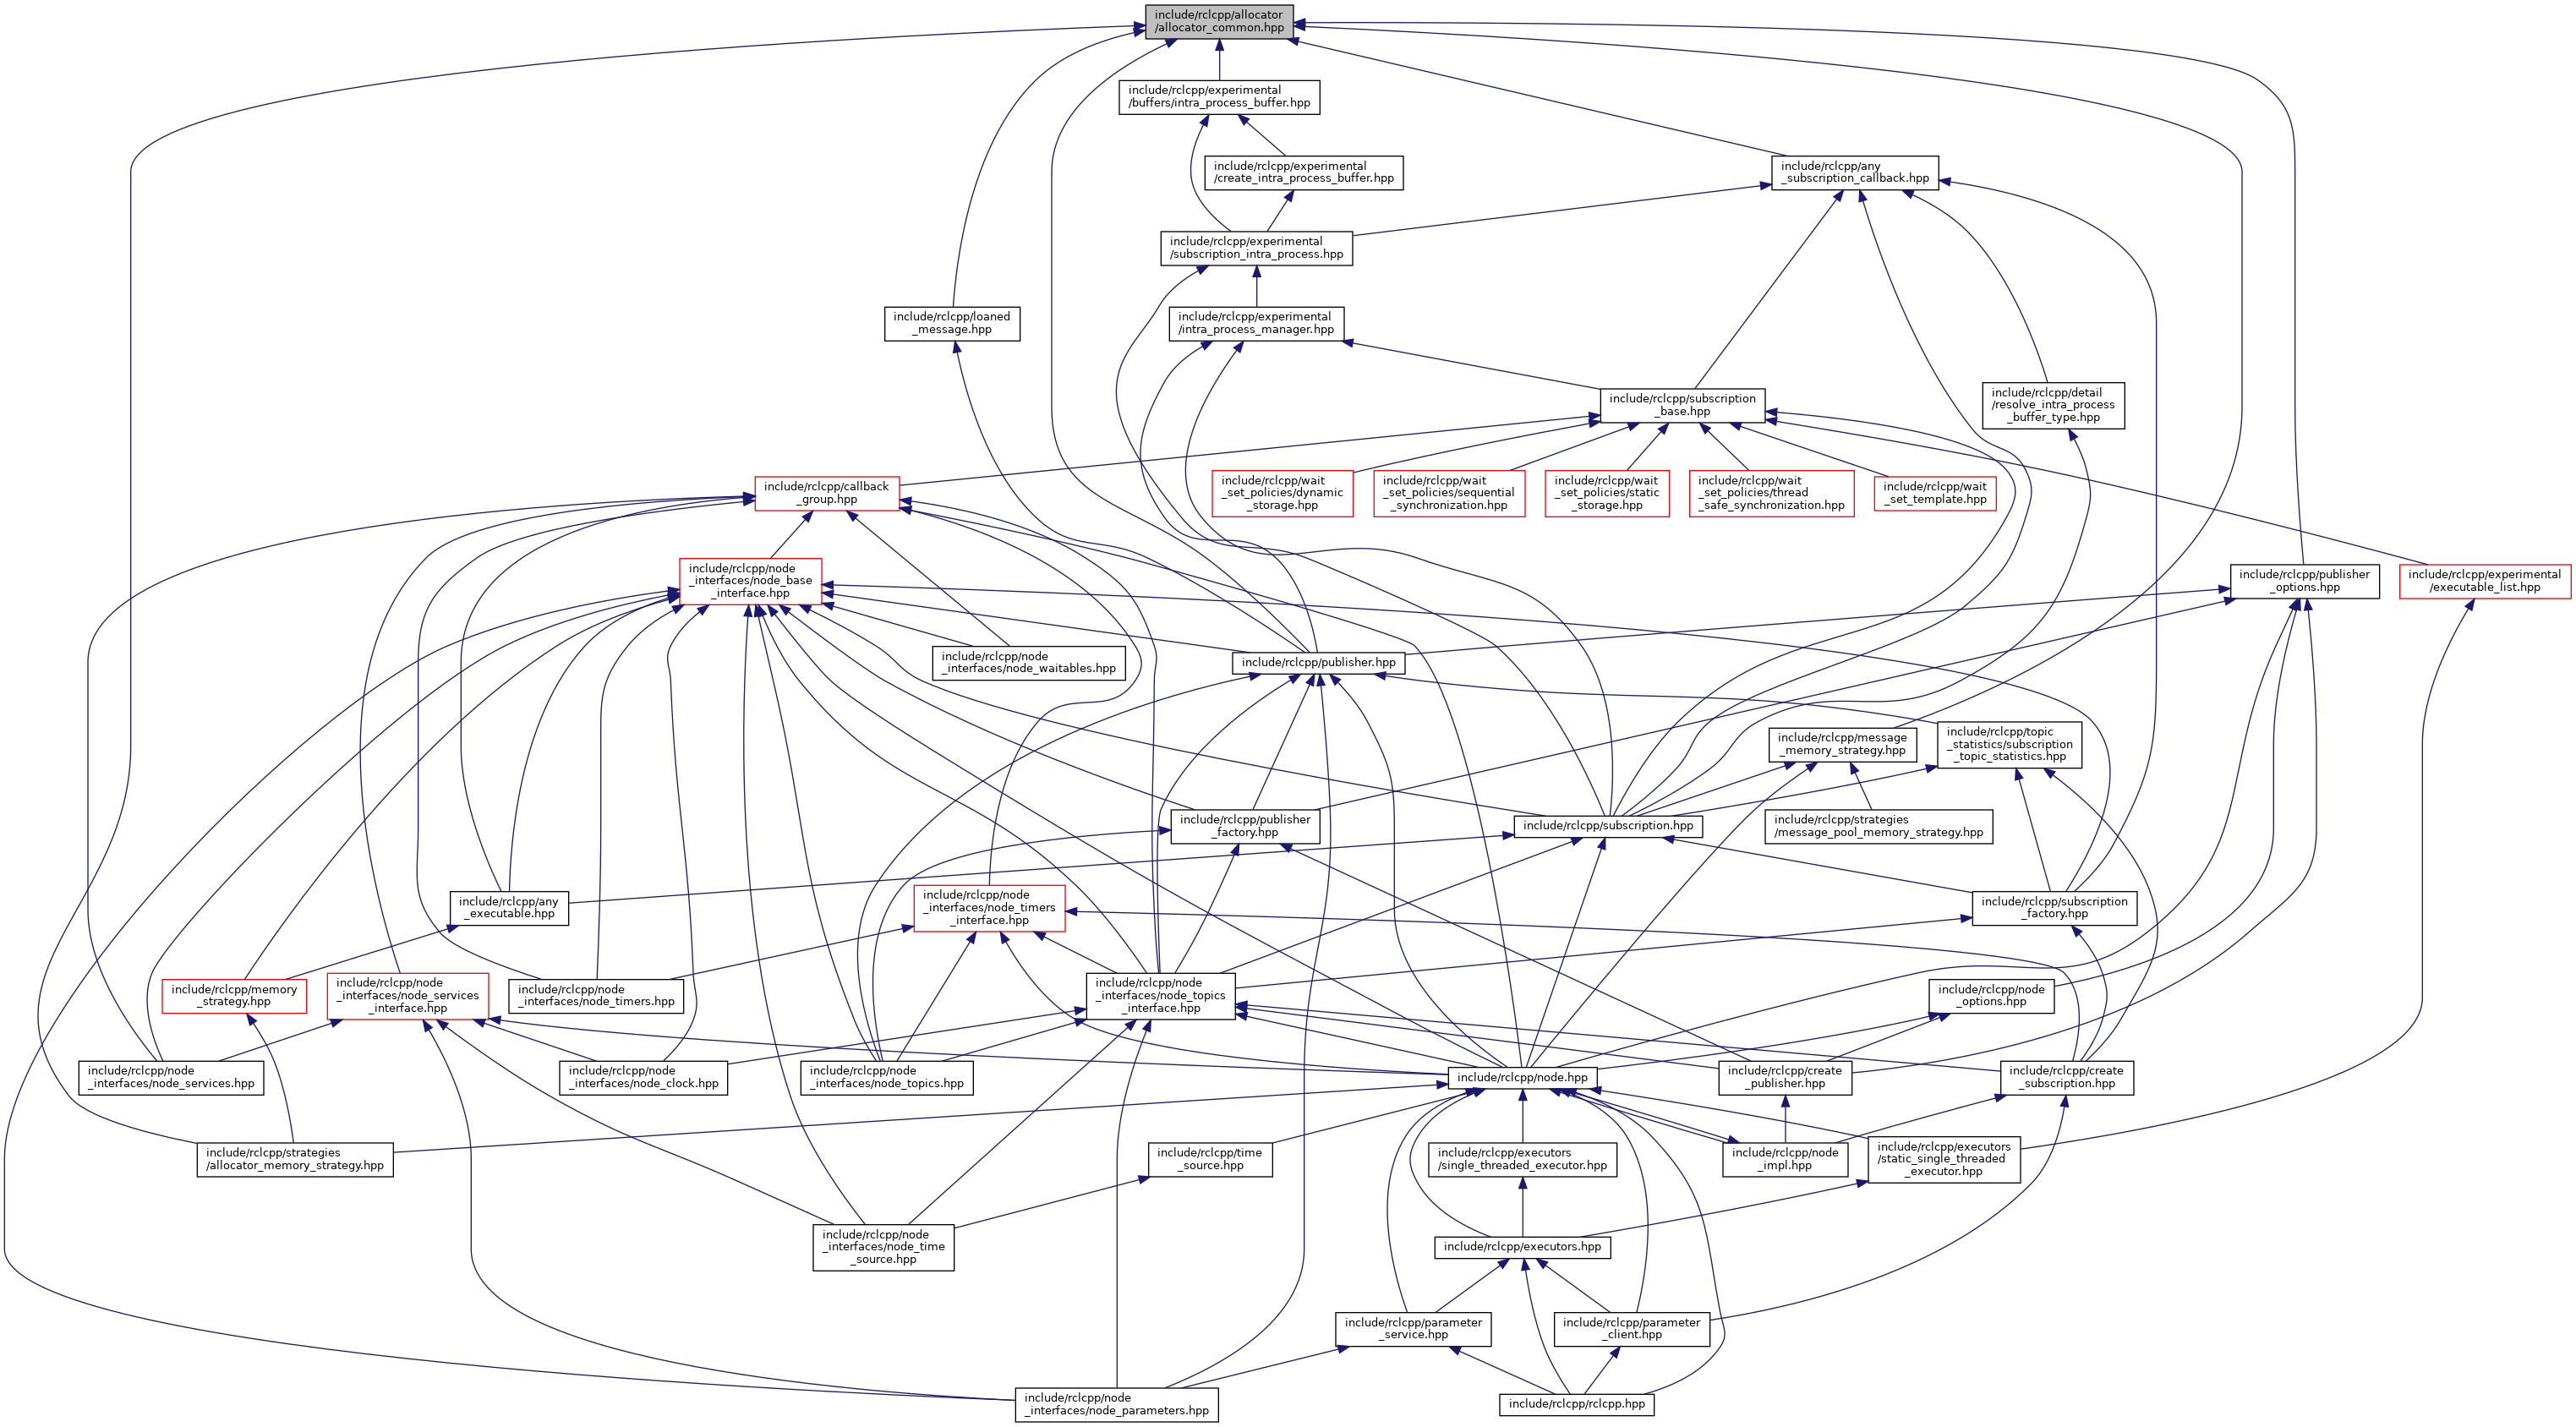 include/rclcpp/allocator
/allocator_common.hpp
include/rclcpp/experimental
/buffers/intra_process_buffer.hpp
include/rclcpp/experimental
/create_intra_process_buffer.hpp
include/rclcpp/any
_subscription_callback.hpp
include/rclcpp/experimental
/subscription_intra_process.hpp
include/rclcpp/loaned
_message.hpp
include/rclcpp/experimental
/intra_process_manager.hpp
include/rclcpp/subscription
_base.hpp
include/rclcpp/detail
/resolve_intra_process
_buffer_type.hpp
include/rclcpp/callback
_group.hpp
include/rclcpp/wait
_set_policies/dynamic
_storage.hpp
include/rclcpp/wait
_set_policies/sequential
_synchronization.hpp
include/rclcpp/wait
_set_policies/static
_storage.hpp
include/rclcpp/wait
_set_policies/thread
_safe_synchronization.hpp
include/rclcpp/wait
_set_template.hpp
include/rclcpp/node
_interfaces/node_base
_interface.hpp
include/rclcpp/publisher
_options.hpp
include/rclcpp/experimental
/executable_list.hpp
include/rclcpp/node
_interfaces/node_waitables.hpp
include/rclcpp/publisher.hpp
include/rclcpp/message
_memory_strategy.hpp
include/rclcpp/topic
_statistics/subscription
_topic_statistics.hpp
include/rclcpp/publisher
_factory.hpp
include/rclcpp/subscription.hpp
include/rclcpp/strategies
/message_pool_memory_strategy.hpp
include/rclcpp/any
_executable.hpp
include/rclcpp/node
_interfaces/node_timers
_interface.hpp
include/rclcpp/subscription
_factory.hpp
include/rclcpp/memory
_strategy.hpp
include/rclcpp/node
_interfaces/node_services
_interface.hpp
include/rclcpp/node
_interfaces/node_timers.hpp
include/rclcpp/node
_interfaces/node_topics
_interface.hpp
include/rclcpp/node
_options.hpp
include/rclcpp/node
_interfaces/node_services.hpp
include/rclcpp/node
_interfaces/node_clock.hpp
include/rclcpp/node
_interfaces/node_topics.hpp
include/rclcpp/node.hpp
include/rclcpp/create
_publisher.hpp
include/rclcpp/create
_subscription.hpp
include/rclcpp/strategies
/allocator_memory_strategy.hpp
include/rclcpp/time
_source.hpp
include/rclcpp/executors
/single_threaded_executor.hpp
include/rclcpp/node
_impl.hpp
include/rclcpp/executors
/static_single_threaded
_executor.hpp
include/rclcpp/node
_interfaces/node_time
_source.hpp
include/rclcpp/executors.hpp
include/rclcpp/parameter
_service.hpp
include/rclcpp/parameter
_client.hpp
include/rclcpp/node
_interfaces/node_parameters.hpp
include/rclcpp/rclcpp.hpp